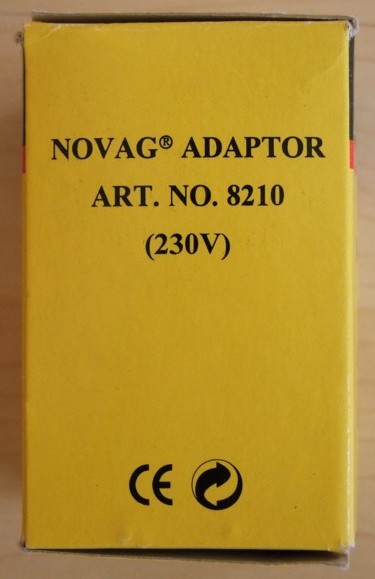 NOVAG® ADAPTOR
ART. NO. 8210
(230V)
CE